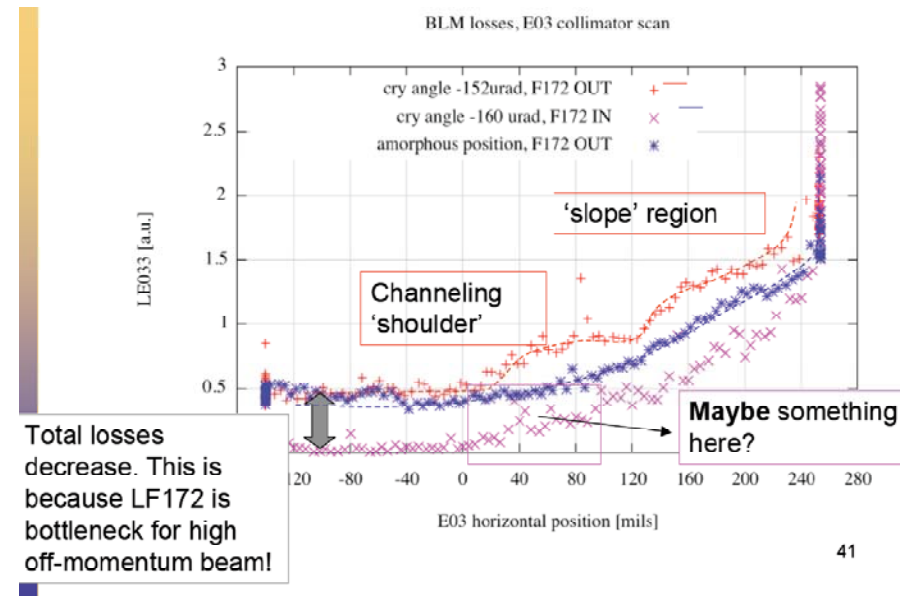 BLM losses, E03 collimator scan
3
2.5
2
1.5
1
0.5
LE033 [a.u.]
cry angle -152urad, F172 OUT
cry angle -160 urad, F172 IN
amorphous position, F172 OUT
'slope' region
Channeling
'shoulder'
Maybe something
here?
Total losses
decrease. This is
because LF172 is
bottleneck for high
off-momentum beam!
120 -80 -40 0 40 80 120 160 200 240 280
E03 horizontal position [mils]
41